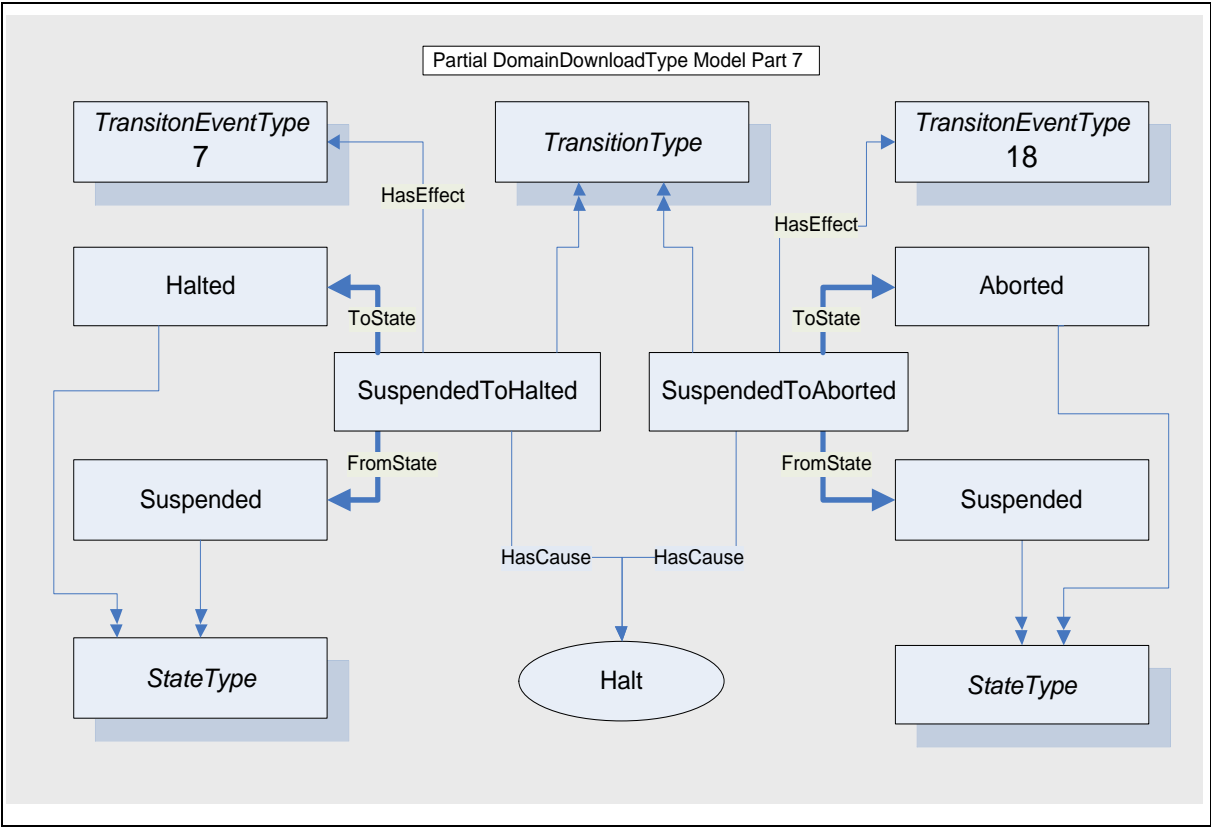 Partial DomainDownloadType Model Part 7
TransitonEventType
7
TransitionType
TransitonEventType
18
HasEffect
HasEffect
Halted
Aborted
ToState
ToState
SuspendedToHalted
SuspendedToAborted
FromState
FromState
Suspended
Suspended
HasCause
HasCause
StateType
Halt
StateType